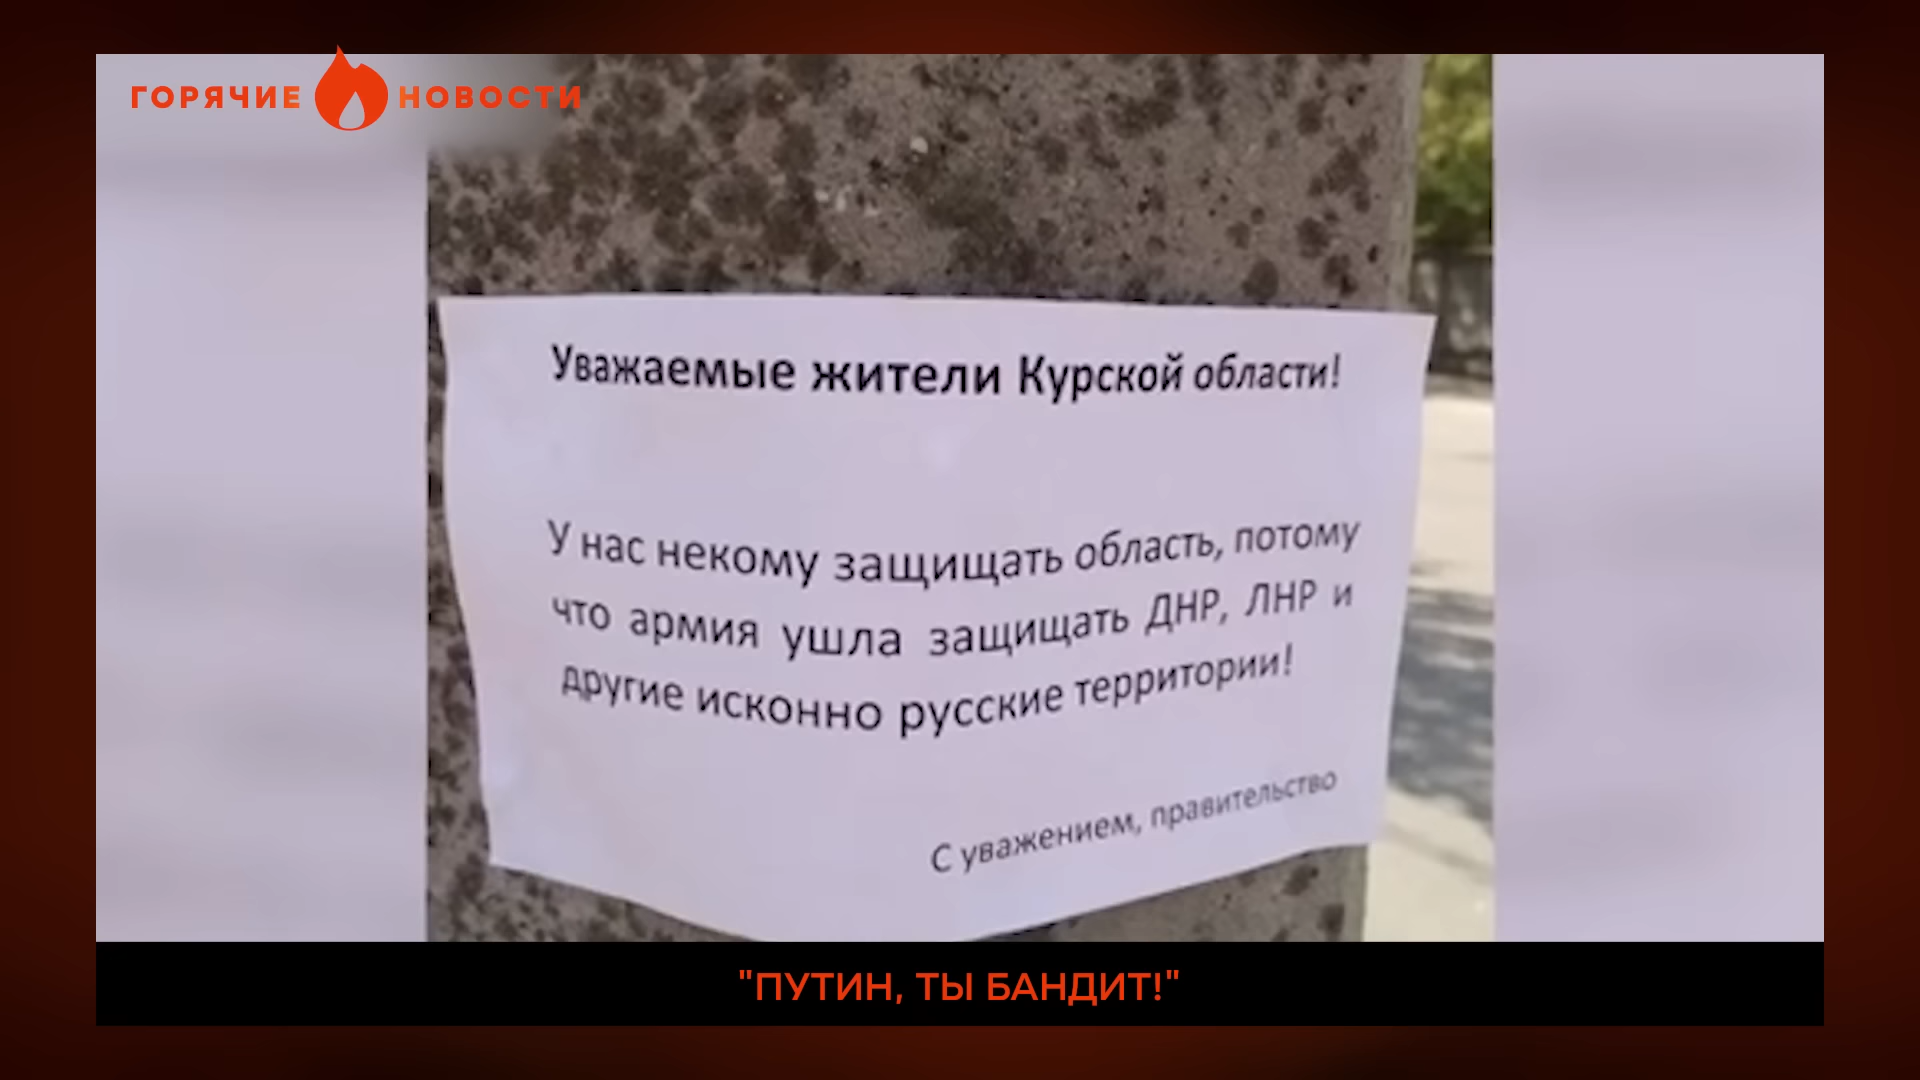 ГОРЯЧИЕ НОВОСТИ
Уважаемые жители Курской области!
У нас некому защищать область, потому
что армия ушла защищать ДНР, ЛНР и
другие исконно русские территории!
С уважением, правительство
"ПУТИН, ТЫ БАНДИТ!"